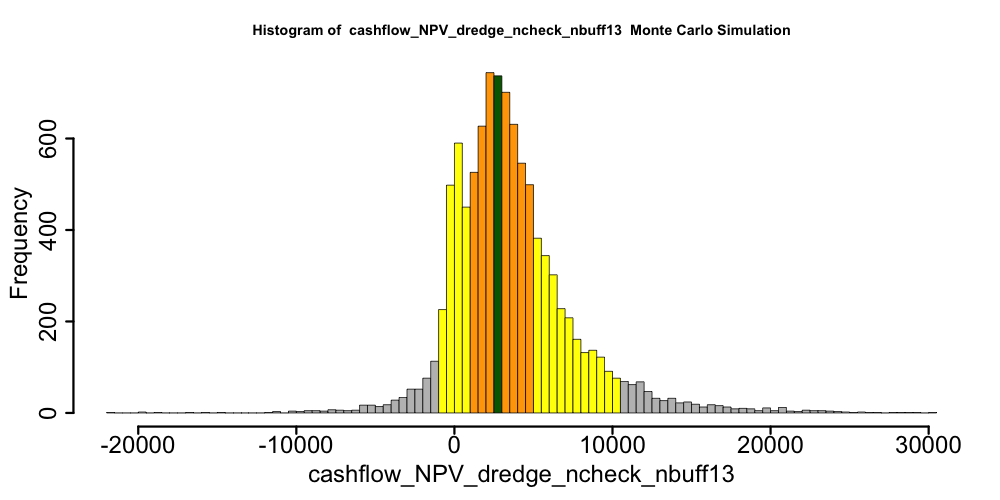 Histogram of  cashflow_NPV_dredge_ncheck_nbuff13  Monte Carlo Simulation
Frequency
600
400
200
0
-20000 -10000 0 10000 20000 30000
cashflow_NPV_dredge_ncheck_nbuff13